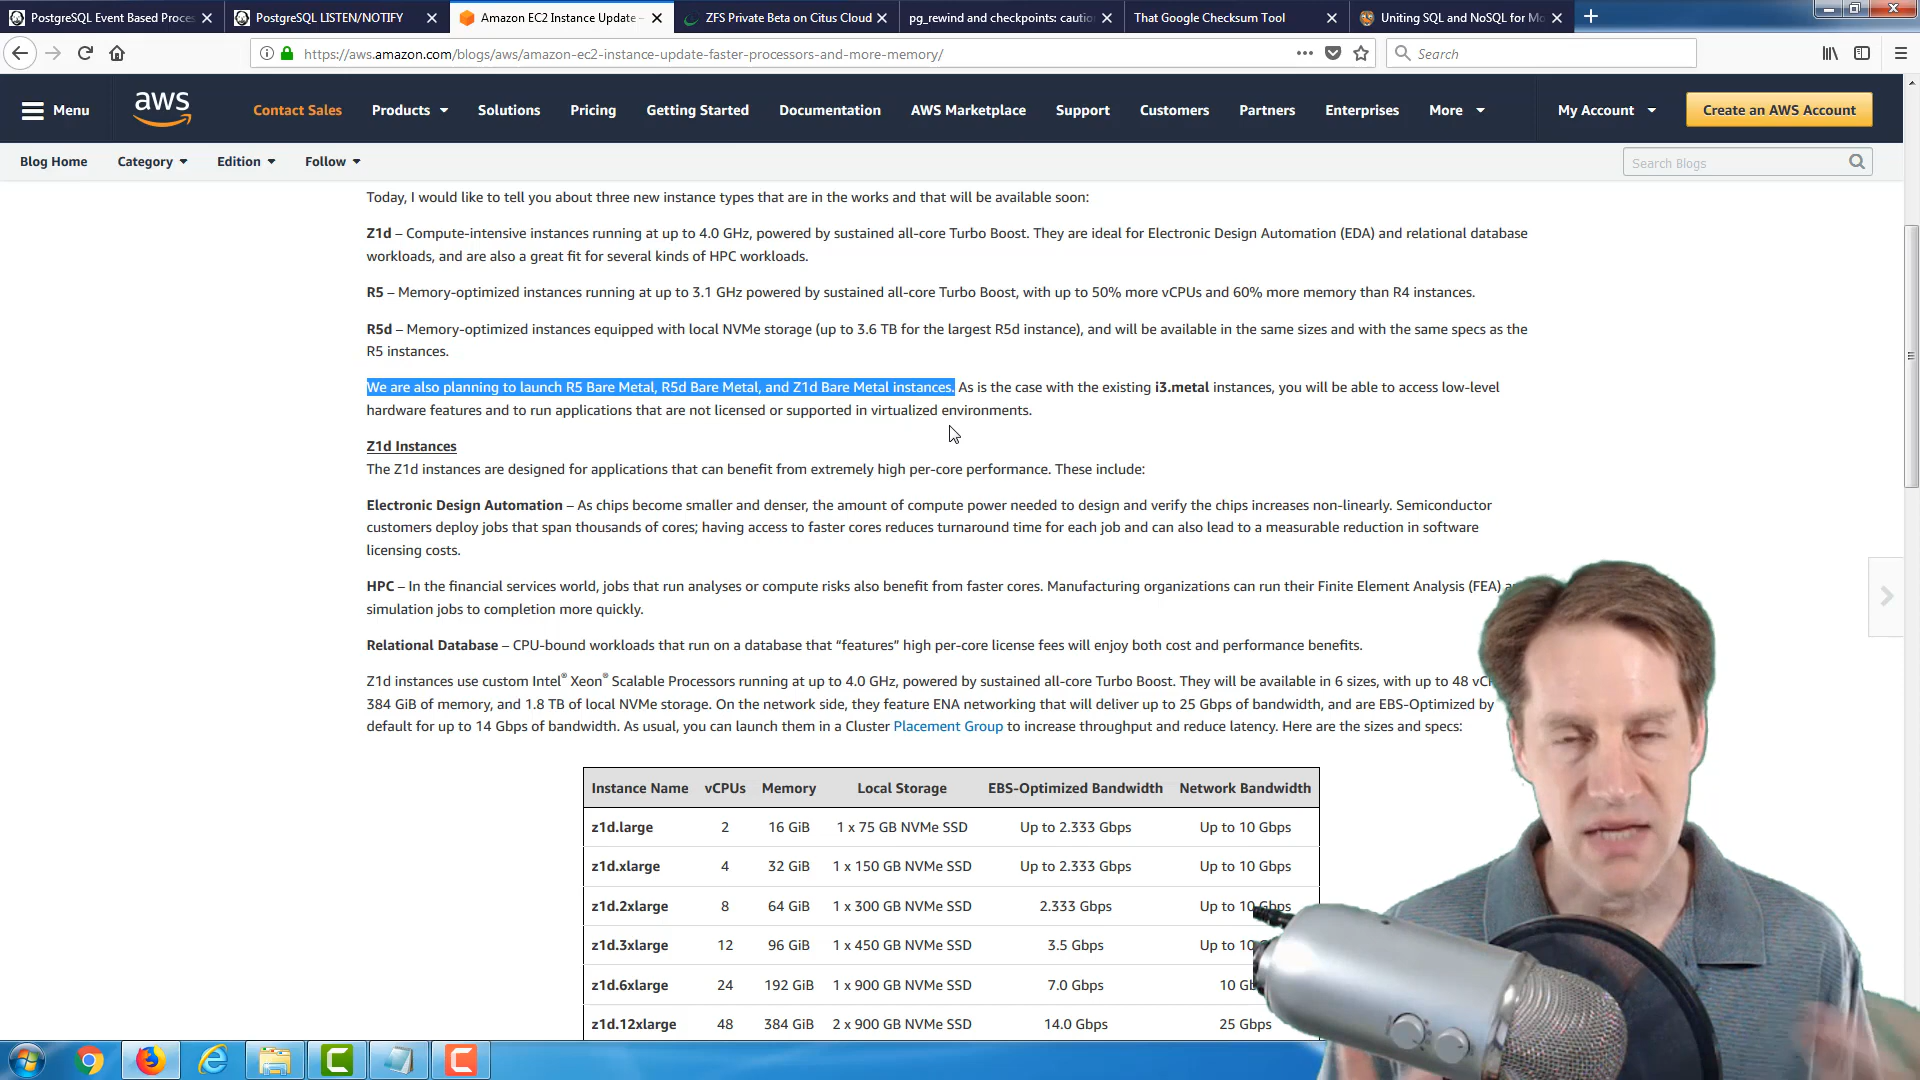 PostgreSQL Event Based Proces
PostgreSQL LISTEN/NOTIFY
Amazon EC2 Instance Update –
ZFS Private Beta on Citus Cloud
pg_rewind and checkpoints: cautio
That Google Checksum Tool
Uniting SQL and NoSQL for Mo
https://aws.amazon.com/blogs/aws/amazon-ec2-instance-update-faster-processors-and-more-memory/
Search
Menu
aws
Contact Sales
Products
Solutions
Pricing
Getting Started
Documentation
AWS Marketplace
Support
Customers
Partners
Enterprises
More
My Account
Create an AWS Account
Blog Home
Category
Edition
Follow
Search Blogs
Today, I would like to tell you about three new instance types that are in the works and that will be available soon:
Z1d – Compute-intensive instances running at up to 4.0 GHz, powered by sustained all-core Turbo Boost. They are ideal for Electronic Design Automation (EDA) and relational database
workloads, and are also a great fit for several kinds of HPC workloads.
R5 – Memory-optimized instances running at up to 3.1 GHz powered by sustained all-core Turbo Boost, with up to 50% more vCPUs and 60% more memory than R4 instances.
R5d – Memory-optimized instances equipped with local NVMe storage (up to 3.6 TB for the largest R5d instance), and will be available in the same sizes and with the same specs as the
R5 instances.
We are also planning to launch R5 Bare Metal, R5d Bare Metal, and Z1d Bare Metal instances. As is the case with the existing i3.metal instances, you will be able to access low-level
hardware features and to run applications that are not licensed or supported in virtualized environments.
Z1d Instances
The Z1d instances are designed for applications that can benefit from extremely high per-core performance. These include:
Electronic Design Automation – As chips become smaller and denser, the amount of compute power needed to design and verify the chips increases non-linearly. Semiconductor
customers deploy jobs that span thousands of cores; having access to faster cores reduces turnaround time for each job and can also lead to a measurable reduction in software
licensing costs.
HPC – In the financial services world, jobs that run analyses or compute risks also benefit from faster cores. Manufacturing organizations can run their Finite Element Analysis (FEA) a
simulation jobs to completion more quickly.
Relational Database – CPU-bound workloads that run on a database that “features” high per-core license fees will enjoy both cost and performance benefits.
Z1d instances use custom Intel® Xeon® Scalable Processors running at up to 4.0 GHz, powered by sustained all-core Turbo Boost. They will be available in 6 sizes, with up to 48 vC
384 GiB of memory, and 1.8 TB of local NVMe storage. On the network side, they feature ENA networking that will deliver up to 25 Gbps of bandwidth, and are EBS-Optimized by
default for up to 14 Gbps of bandwidth. As usual, you can launch them in a Cluster Placement Group to increase throughput and reduce latency. Here are the sizes and specs:
Instance Name vCPUs Memory Local Storage EBS-Optimized Bandwidth Network Bandwidth
z1d.large 2 16 GiB 1 x 75 GB NVMe SSD Up to 2.333 Gbps Up to 10 Gbps
z1d.xlarge 4 32 GiB 1 x 150 GB NVMe SSD Up to 2.333 Gbps Up to 10 Gbps
z1d.2xlarge 8 64 GiB 1 x 300 GB NVMe SSD 2.333 Gbps Up to 10 Gbps
z1d.3xlarge 12 96 GiB 1 x 450 GB NVMe SSD 3.5 Gbps Up to 10
z1d.6xlarge 24 192 GiB 1 x 900 GB NVMe SSD 7.0 Gbps 10
z1d.12xlarge 48 384 GiB 2 x 900 GB NVMe SSD 14.0 Gbps 25 Gbps